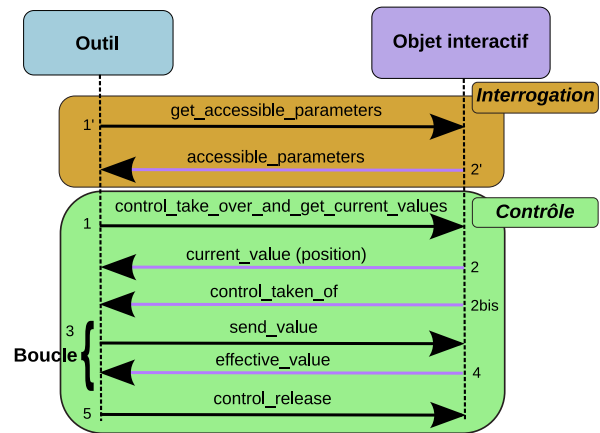 Outil
Objet interactif
Interrogation
get_accessible_parameters
1'
accessible_parameters
2'
control_take_over_and_get_current_values
Contrôle
1
current_value (position)
2
control_taken_of
2bis
3
send_value
Boucle
effective_value
4
control_release
5